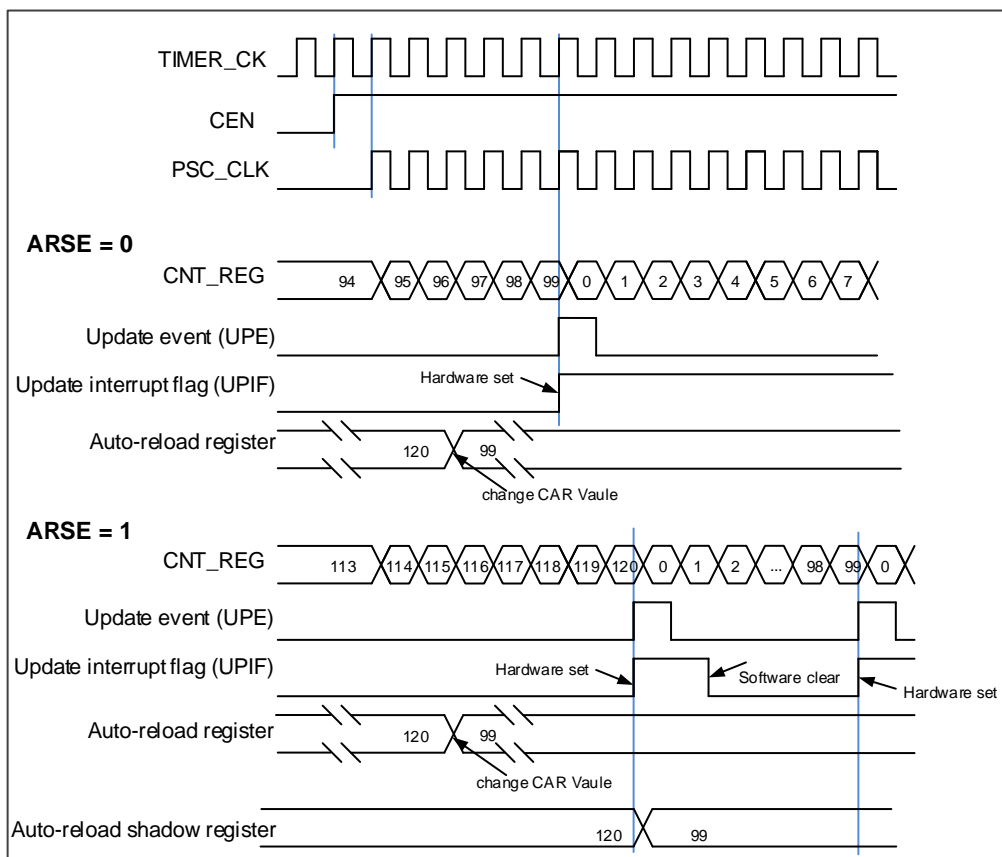 TIMER_CK
CEN
PSC_CLK
ARSE = 0
CNT_REG
94 95 96 97 98 99 0 1 2 3 4 5 6 7
Update event (UPE)
Update interrupt flag (UPIF)
Hardware set
Auto-reload register
120 99
change CAR Vaule
ARSE = 1
CNT_REG
113 114 115 116 117 118 119 120 0 1 2 ... 98 99 0
Update event (UPE)
Update interrupt flag (UPIF)
Hardware set
Software clear
Hardware set
Auto-reload register
120 99
change CAR Vaule
Auto-reload shadow register
120 99